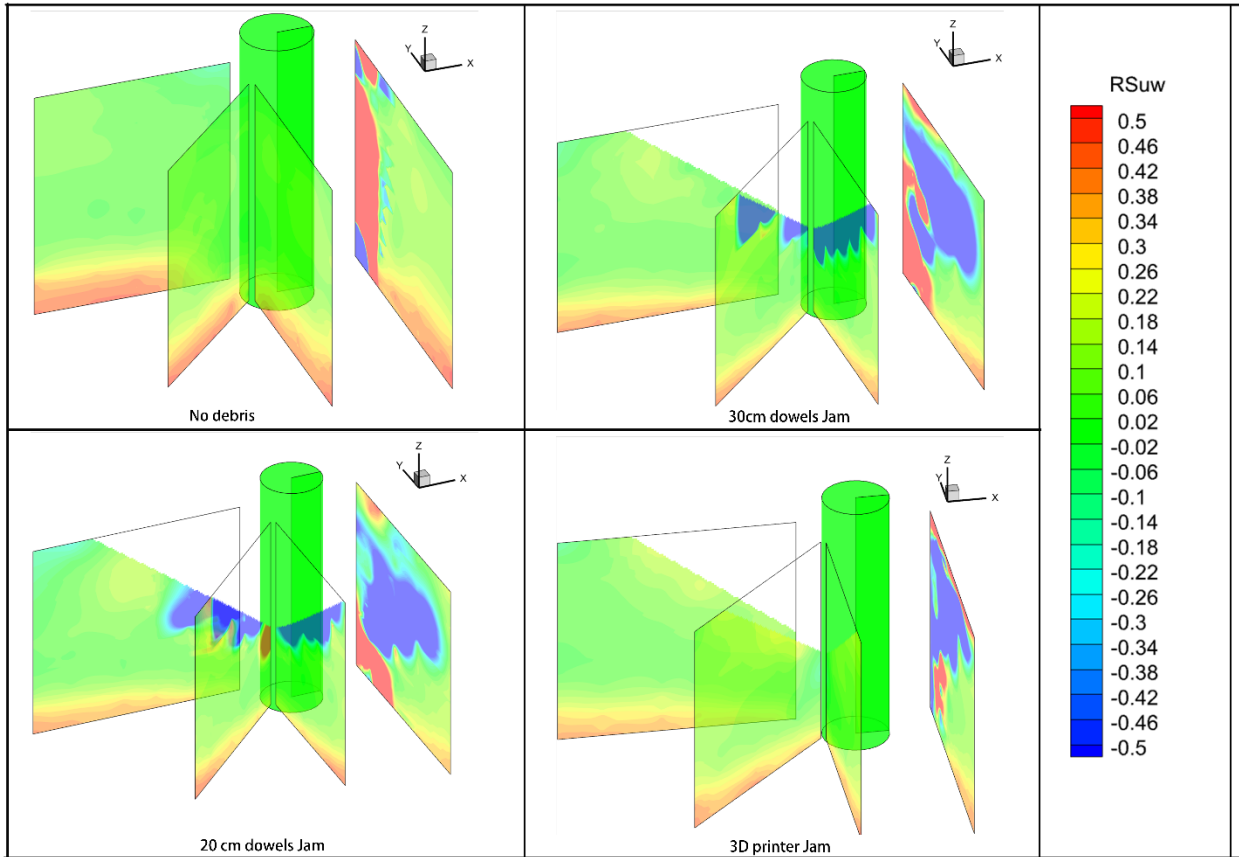 Z
Y
X
No debris
Z
Y
X
30cm dowels Jam
RSuw
0.5
0.46
0.42
0.38
0.34
0.3
0.26
0.22
0.18
0.14
0.1
0.06
0.02
-0.02
-0.06
-0.1
-0.14
-0.18
-0.22
-0.26
-0.3
-0.34
-0.38
-0.42
-0.46
-0.5
Z
Y
X
20 cm dowels Jam
Z
Y
X
3D printer Jam